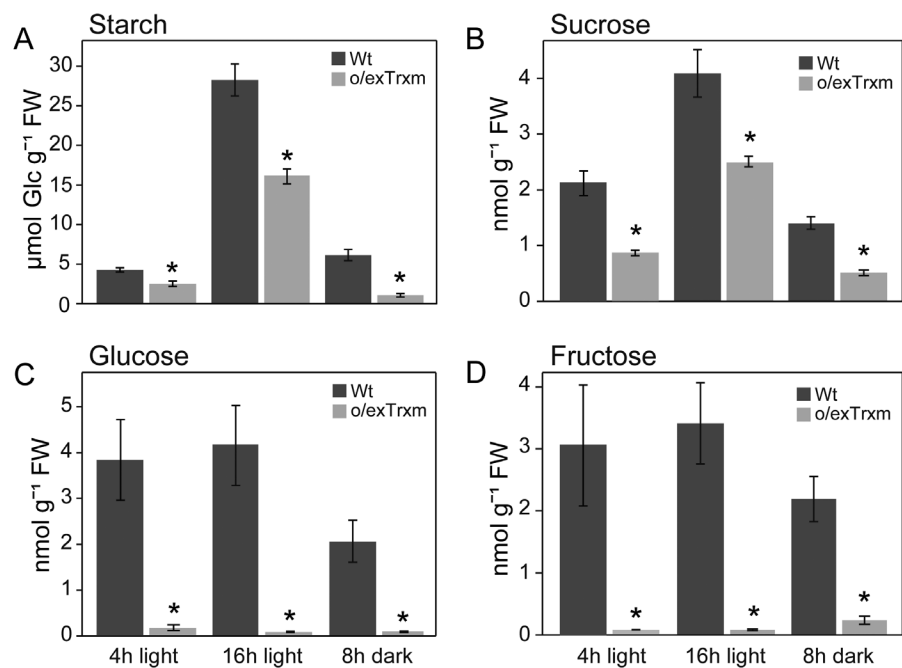 A Starch
Wt
o/exTrxm
30
25
20
15
10
5
0
µmol Glc g⁻¹ FW
*
*
*
B Sucrose
Wt
o/exTrxm
4
3
2
1
0
nmol g⁻¹ FW
*
*
*
C Glucose
Wt
o/exTrxm
5
4
3
2
1
0
nmol g⁻¹ FW
*
*
*
4h light 16h light 8h dark
D Fructose
Wt
o/exTrxm
4
3
2
1
0
nmol g⁻¹ FW
*
*
*
4h light 16h light 8h dark